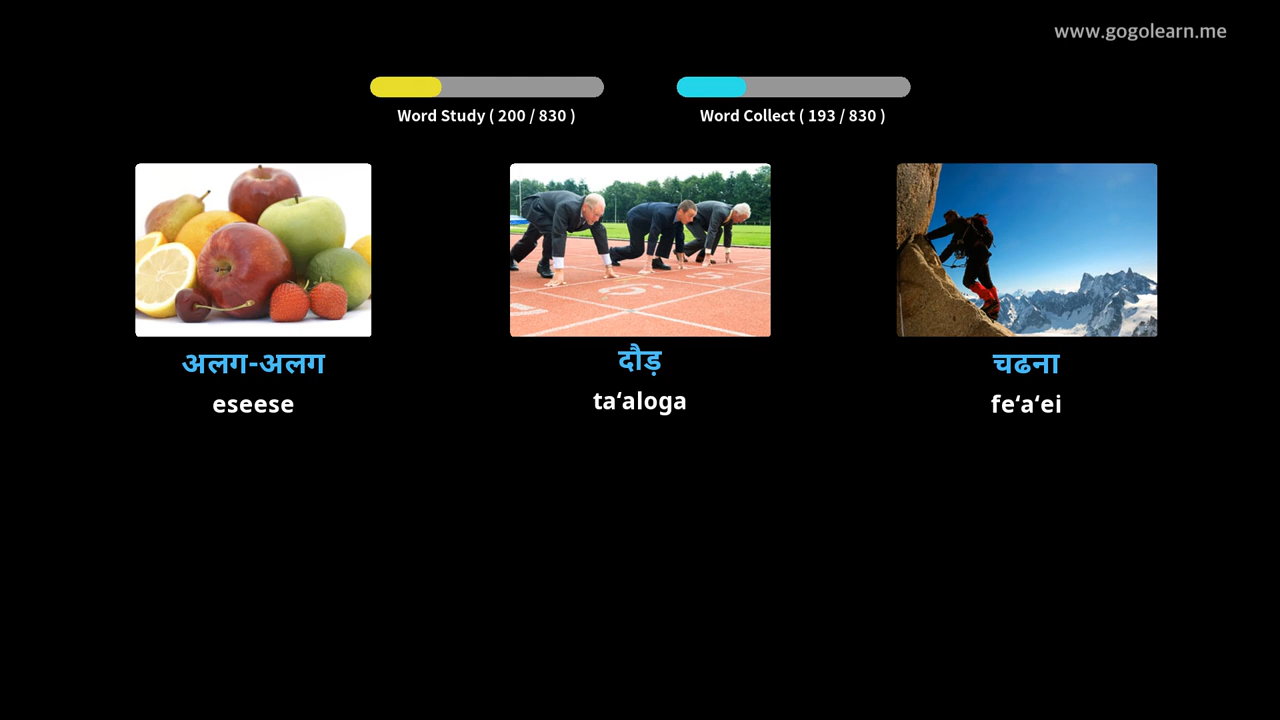 www.gogolearn.me
Word Study ( 200 / 830 )
Word Collect ( 193 / 830 )
अलग-अलग
eseese
दौड़
ta‘aloga
चढना
fe‘a‘ei